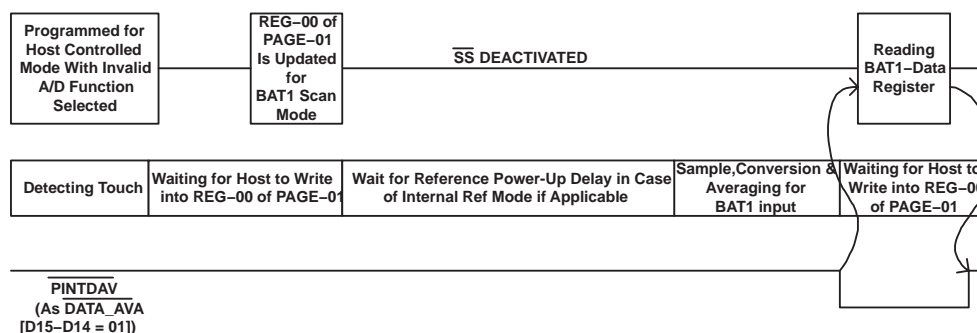 Programmed for
Host Controlled
Mode With Invalid
A/D Function
Selected
REG–00 of
PAGE–01
Is Updated
for
BAT1 Scan
Mode
SS DEACTIVATED
Reading
BAT1–Data
Register
Detecting Touch
Waiting for Host to Write
into REG–00 of PAGE–01
Wait for Reference Power-Up Delay in Case
of Internal Ref Mode if Applicable
Sample,Conversion &
Averaging for
BAT1 input
Waiting for Host to
Write into REG–00
of PAGE–01
PINTDAV
(As DATA_AVA
[D15–D14 = 01])